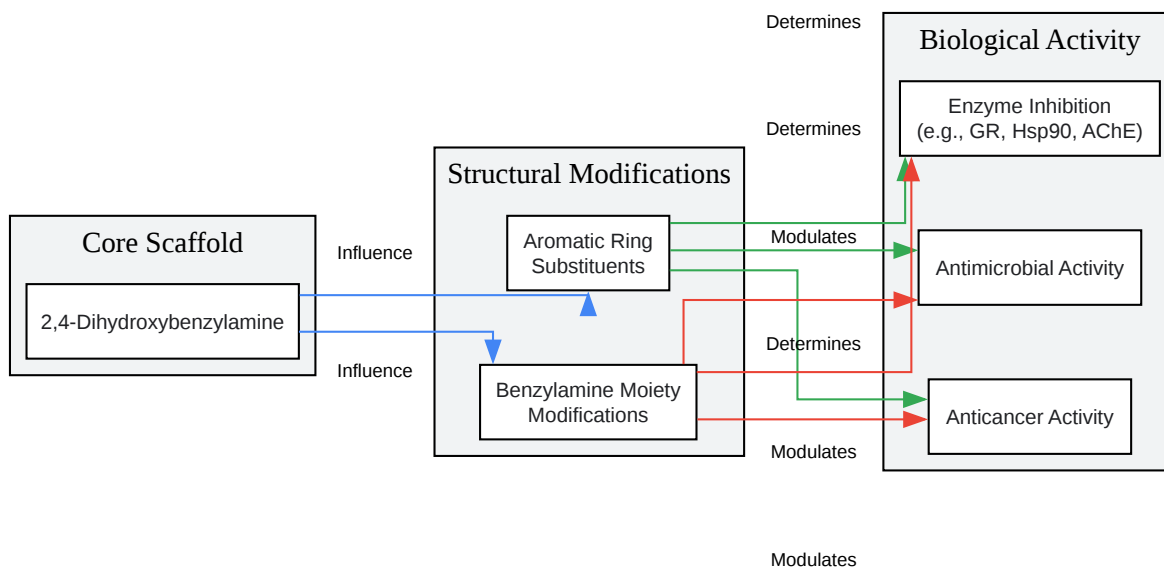 Core Scaffold
2,4-Dihydroxybenzylamine
Influence
Influence
Structural Modifications
Aromatic Ring
Substituents
Benzylamine Moiety
Modifications
Determines
Determines
Modulates
Determines
Modulates
Modulates
Biological Activity
Enzyme Inhibition
(e.g., GR, Hsp90, AChE)
Antimicrobial Activity
Anticancer Activity